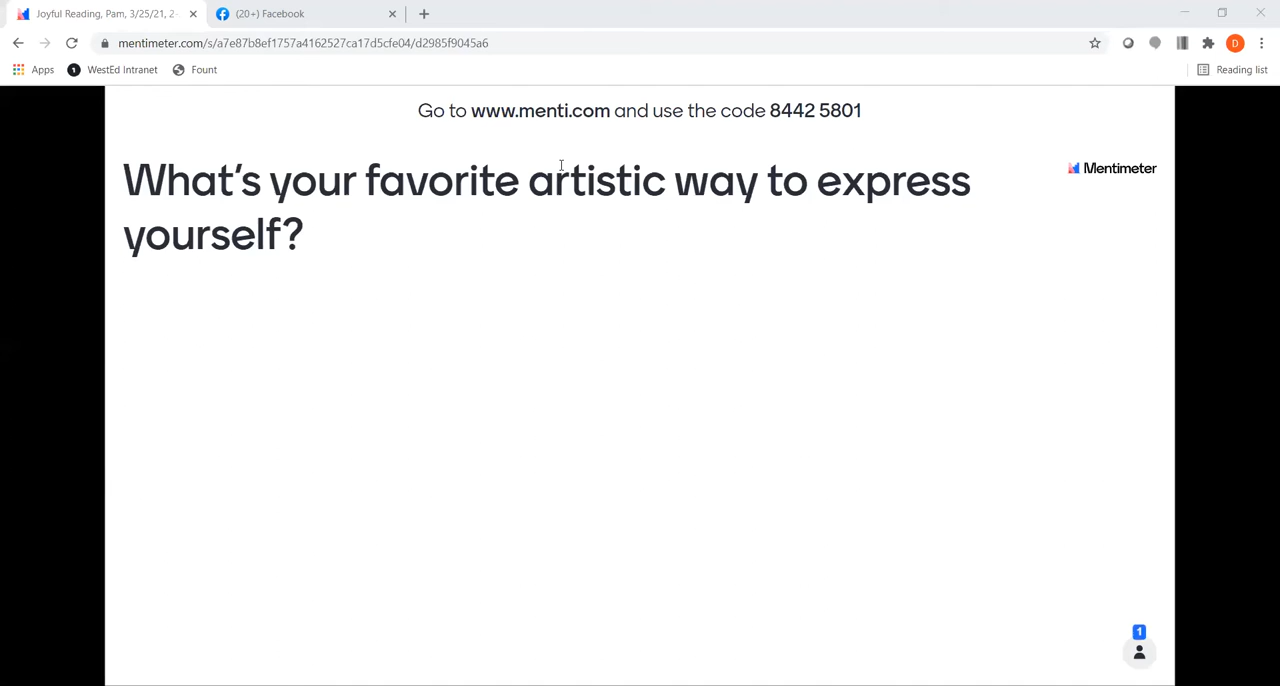 Joyful Reading, Pam, 3/25/21, 2 -
(20+) Facebook
mentimeter.com/s/a7e87b8ef1757a4162527ca17d5cfe04/d2985f9045a6
D
Apps
1
WestEd Intranet
Fount
Reading list
Go to www.menti.com and use the code 8442 5801
What's your favorite artistic way to express
yourself?
Mentimeter
1